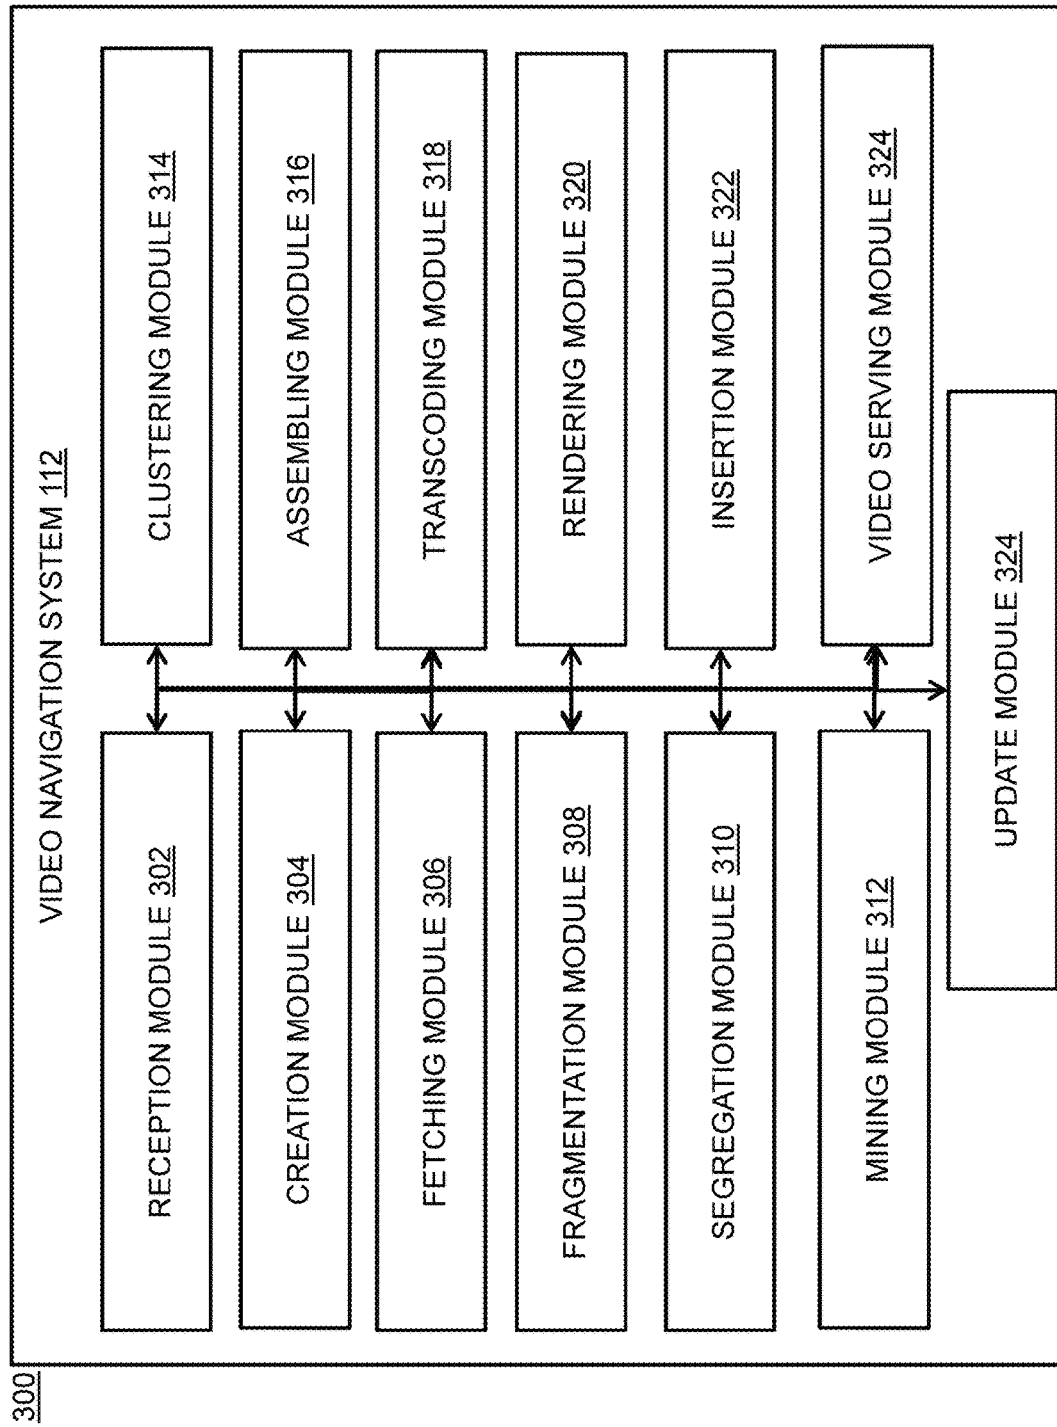 300
VIDEO NAVIGATION SYSTEM 112
RECEPTION MODULE 302
CLUSTERING MODULE 314
CREATION MODULE 304
ASSEMBLING MODULE 316
FETCHING MODULE 306
TRANSCODING MODULE 318
FRAGMENTATION MODULE 308
RENDERING MODULE 320
SEGREGATION MODULE 310
INSERTION MODULE 322
MINING MODULE 312
VIDEO SERVING MODULE 324
UPDATE MODULE 324